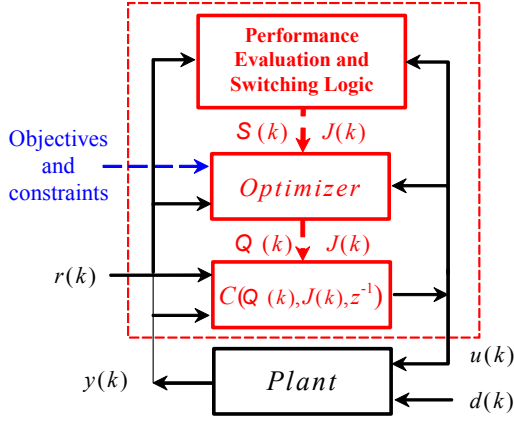 Performance
Evaluation and
Switching Logic
S (k) J(k)
Objectives
and
constraints
Optimizer
Q (k) J(k)
r(k)
C(Q (k),J(k),z⁻¹)
u(k)
y(k)
Plant
d(k)